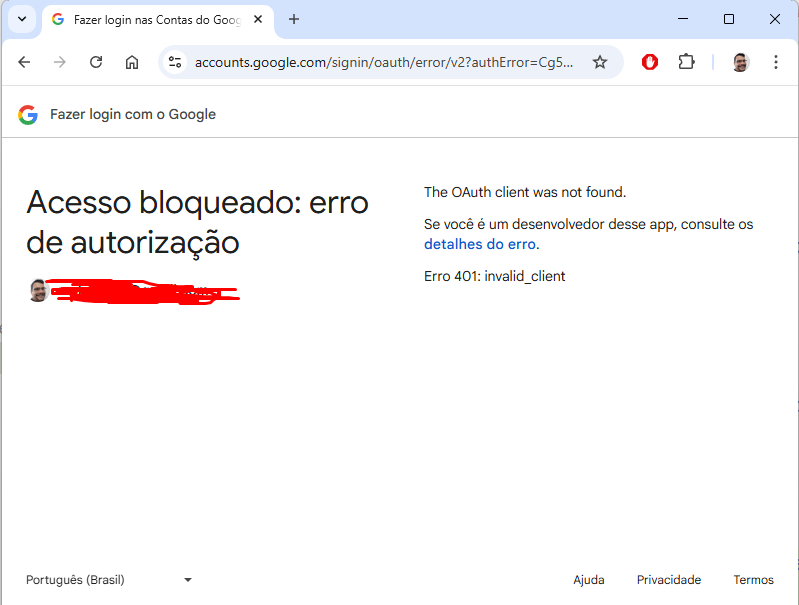 Fazer login nas Contas do Goog
accounts.google.com/signin/oauth/error/v2?authError=Cg5...
Fazer login com o Google
Acesso bloqueado: erro
de autorização
The OAuth client was not found.
Se você é um desenvolvedor desse app, consulte os
detalhes do erro.
Erro 401: invalid_client
Português (Brasil)
Ajuda
Privacidade
Termos